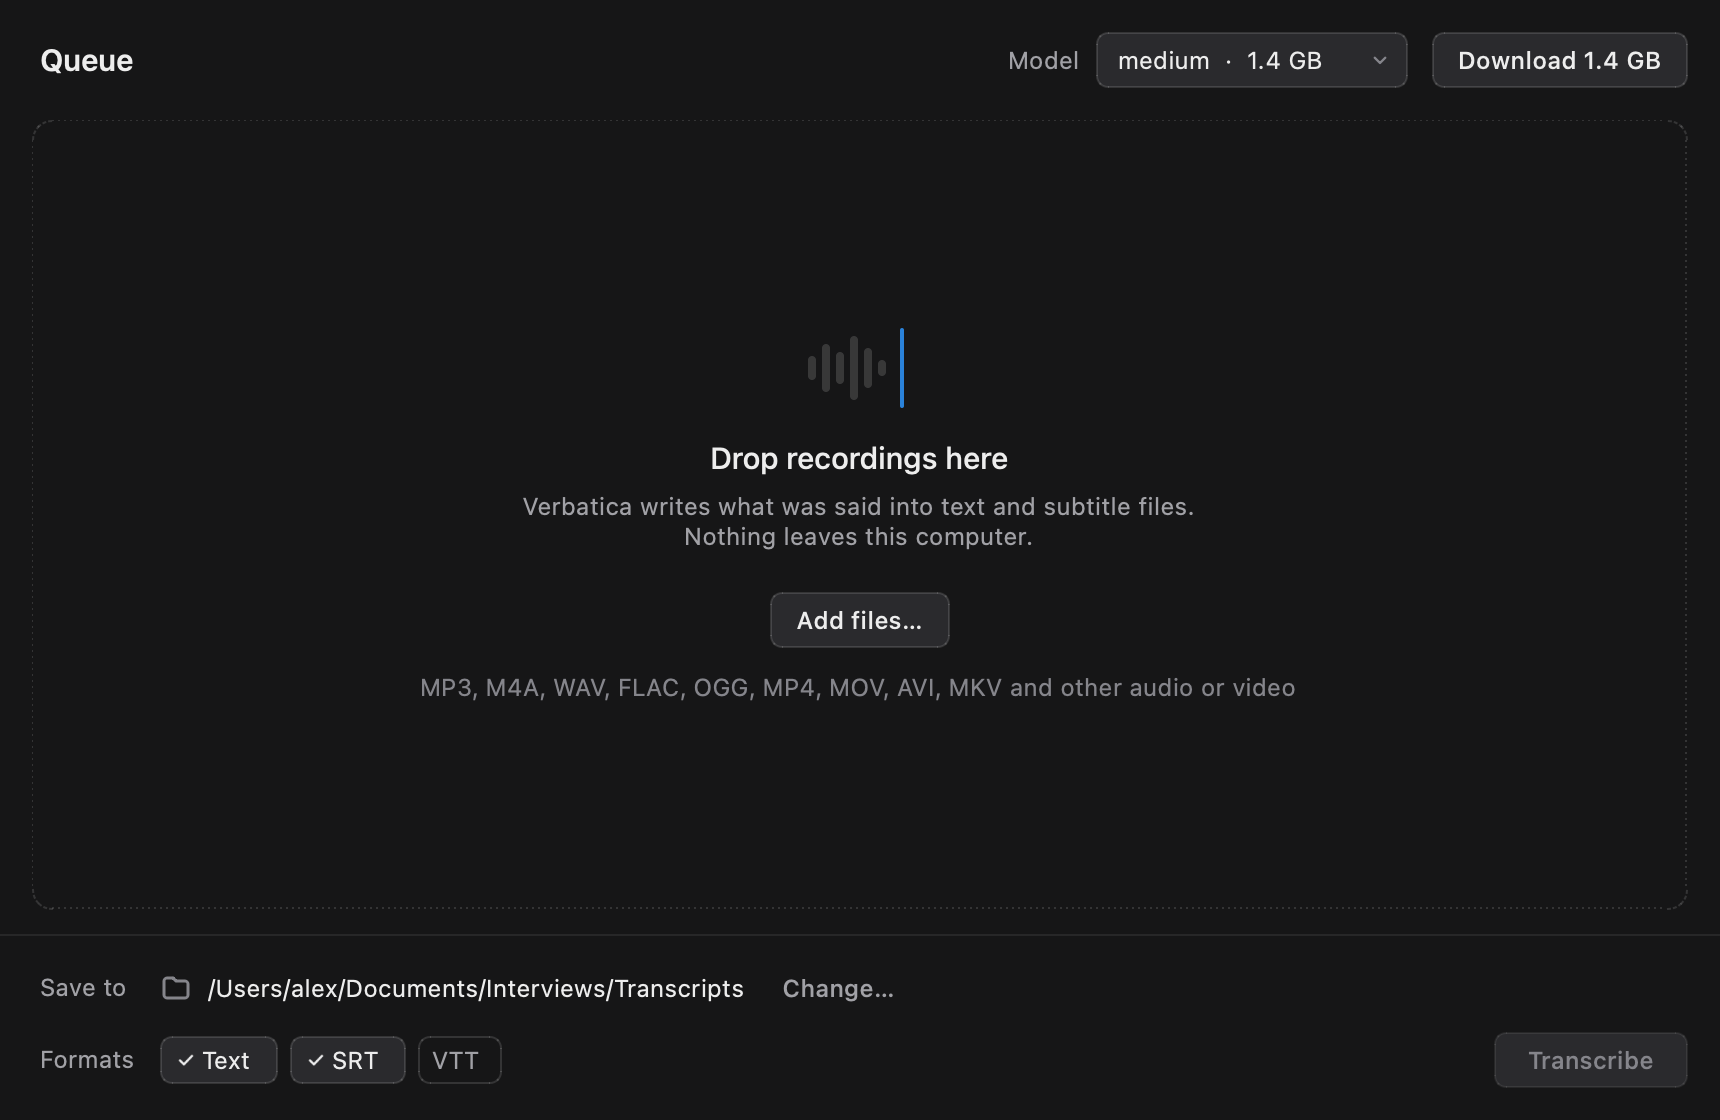 Queue
Model
medium · 1.4 GB
Download 1.4 GB
Drop recordings here
Verbatica writes what was said into text and subtitle files.
Nothing leaves this computer.
Add files...
MP3, M4A, WAV, FLAC, OGG, MP4, MOV, AVI, MKV and other audio or video
Save to
/Users/alex/Documents/Interviews/Transcripts
Change...
Formats
Text
SRT
VTT
Transcribe